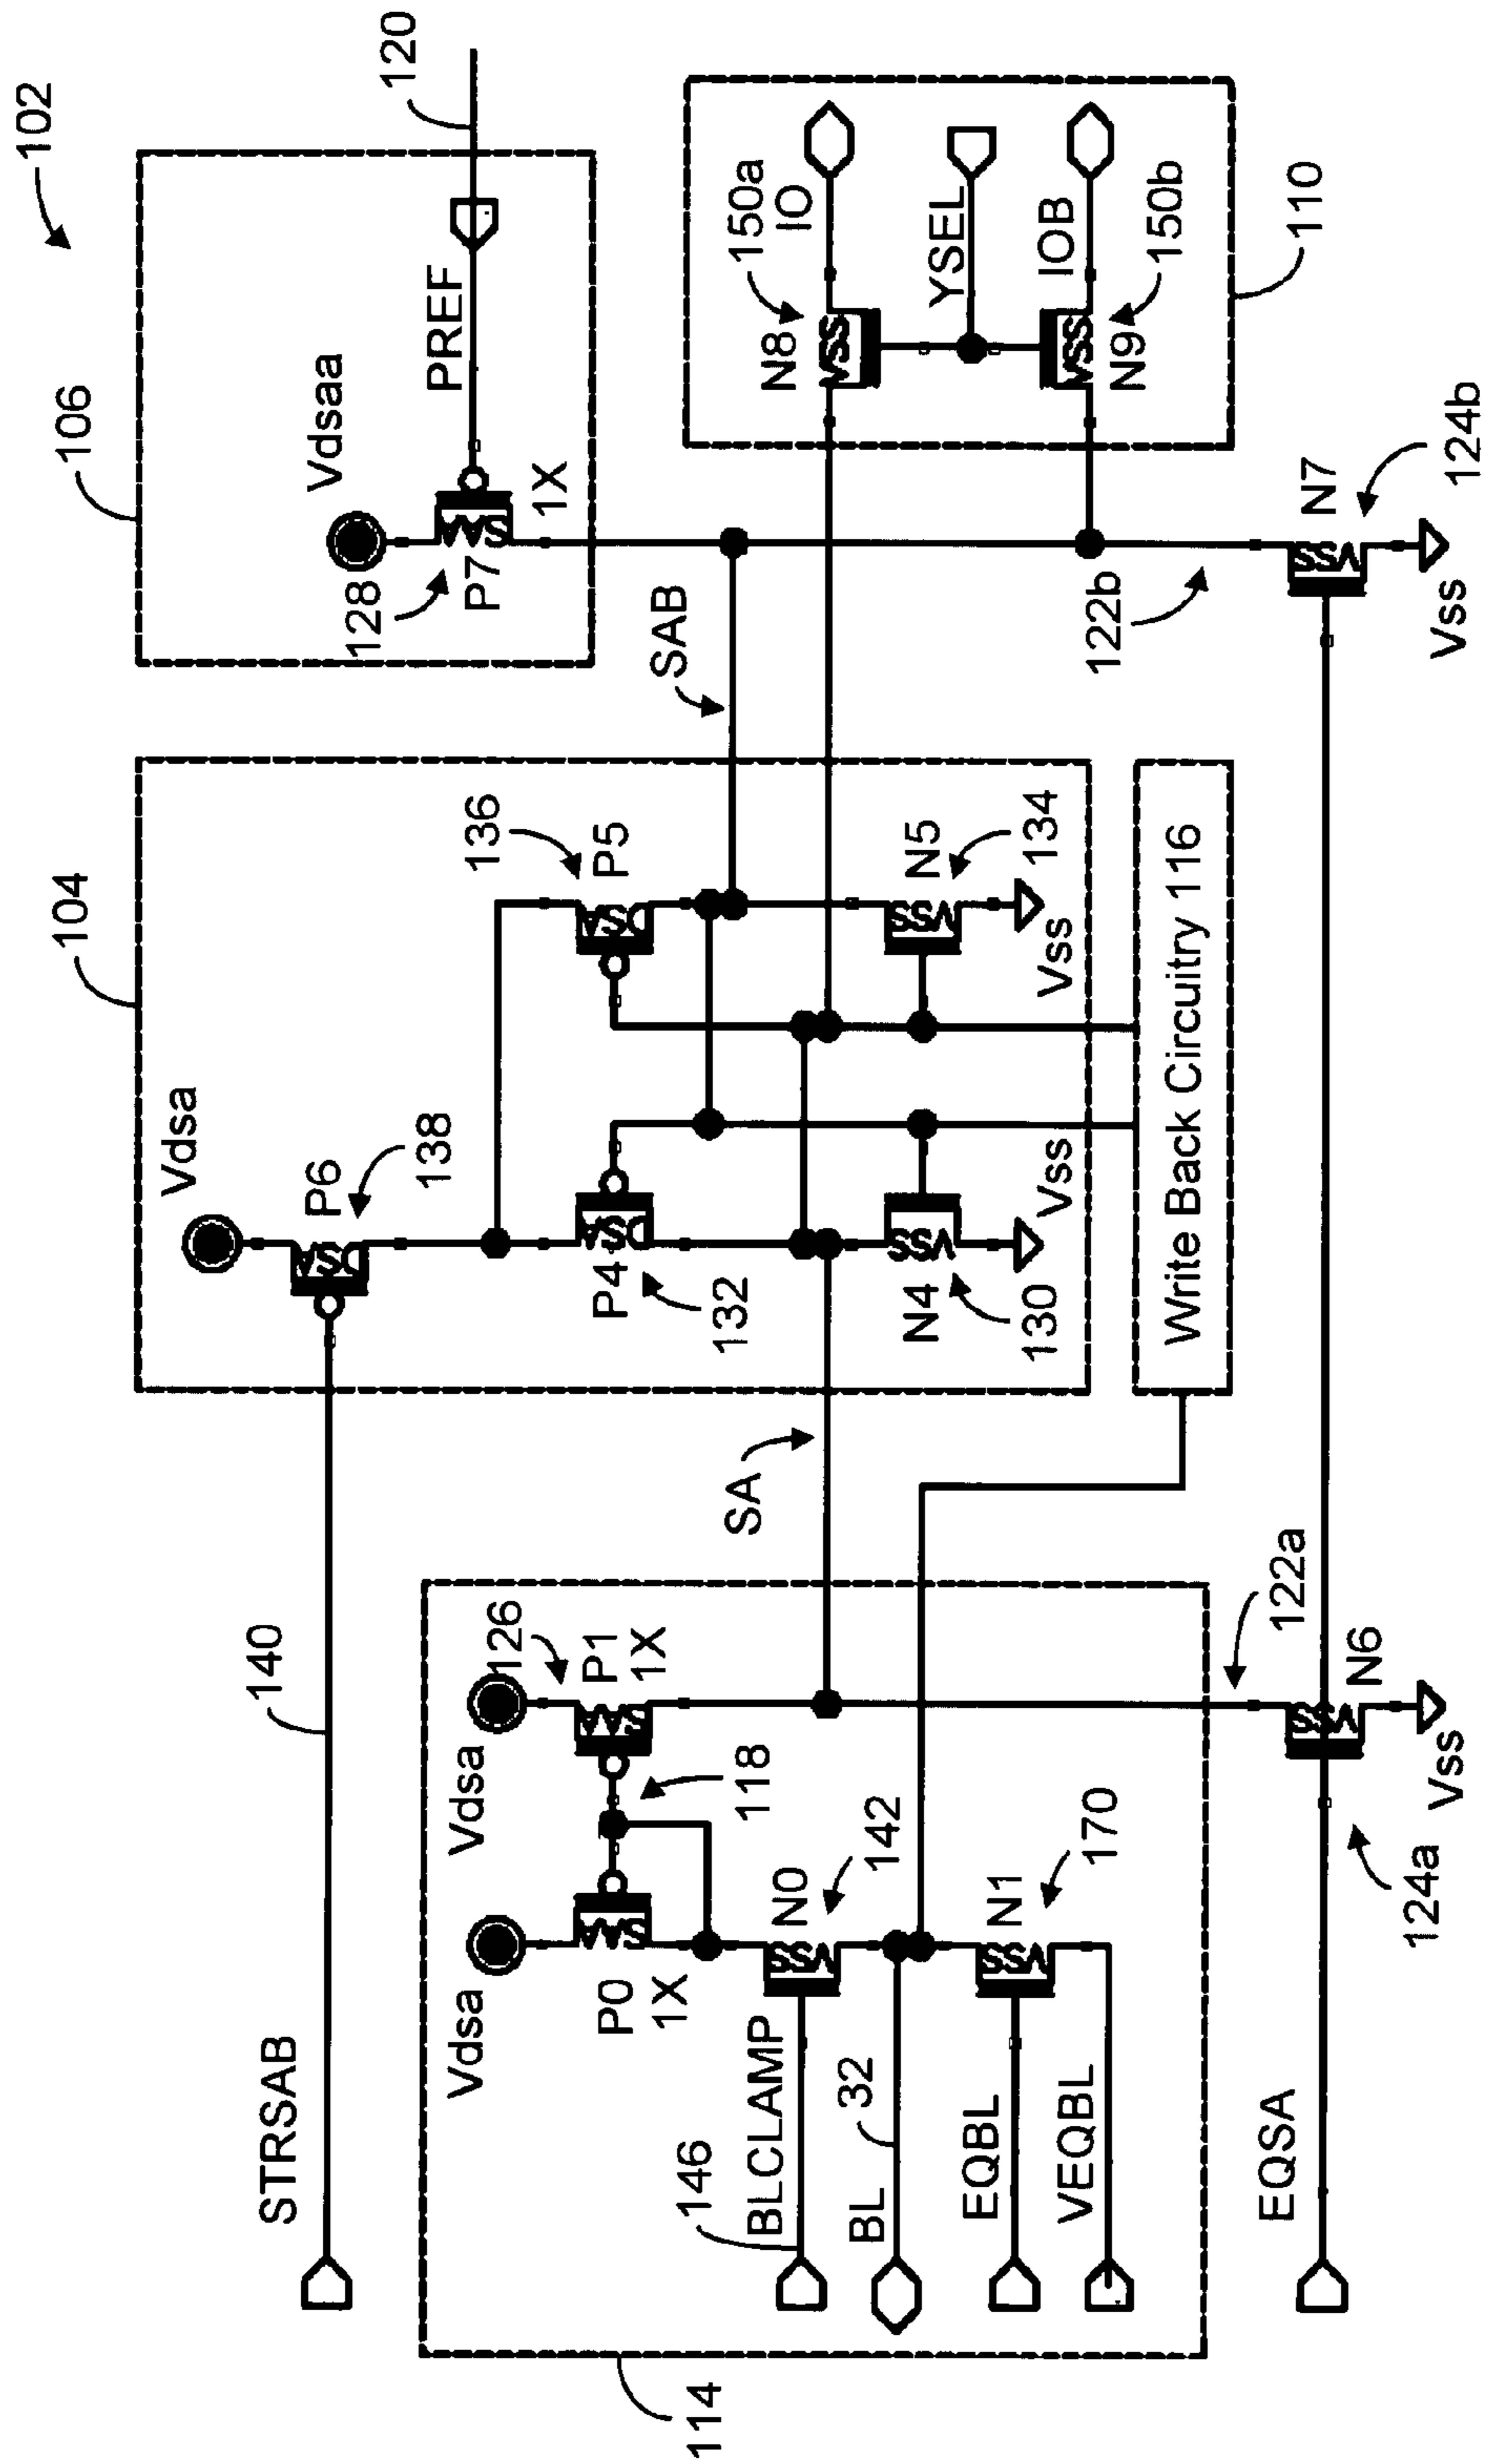 102
106
Vdsaa
128
P7
1X
PREF
120
104
Vdsa
P6
138
136
P5
P4
132
N5
134
Vss
N4
130
Vss
SAB
SA
Write Back Circuitry 116
STRSAB
140
114
Vdsa
Vdsa
126
P1
1X
P0
1X
118
N0
142
146
BLCLAMP
BL
32
N1
170
EQBL
VEQBL
EQSA
122a
N6
124a
Vss
122b
N7
124b
Vss
N8
150a
IO
YSEL
IOB
N9
150b
110